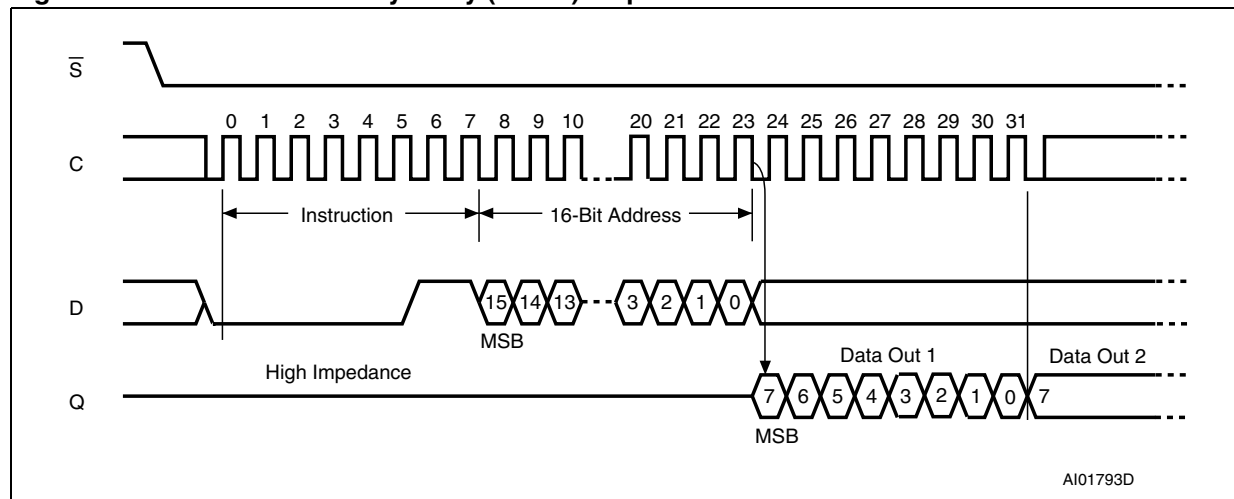 S
0 1 2 3 4 5 6 7 8 9 10 20 21 22 23 24 25 26 27 28 29 30 31
C
Instruction 16-Bit Address
D 15 14 13 3 2 1 0
MSB
Data Out 1 Data Out 2
High Impedance
Q 7 6 5 4 3 2 1 0 7
MSB
AI01793D